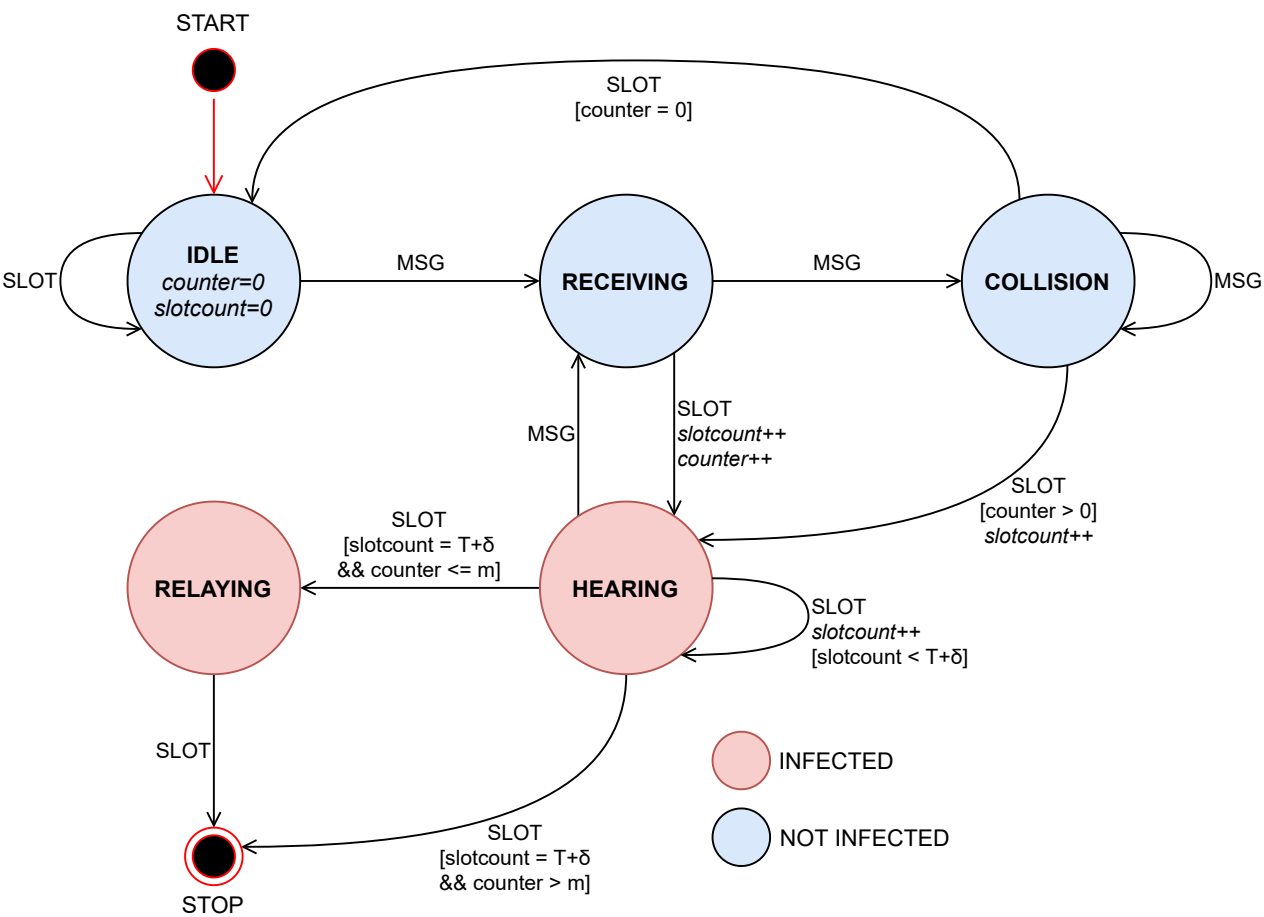 START
SLOT
[counter = 0]
IDLE
counter=0
slotcount=0
SLOT
MSG
RECEIVING
MSG
COLLISION
MSG
MSG
SLOT
slotcount++
counter++
SLOT
[counter > 0]
slotcount++
SLOT
[slotcount = T+δ
&& counter <= m]
RELAYING
HEARING
SLOT
slotcount++
[slotcount < T+δ]
SLOT
INFECTED
NOT INFECTED
SLOT
[slotcount = T+δ
&& counter > m]
STOP